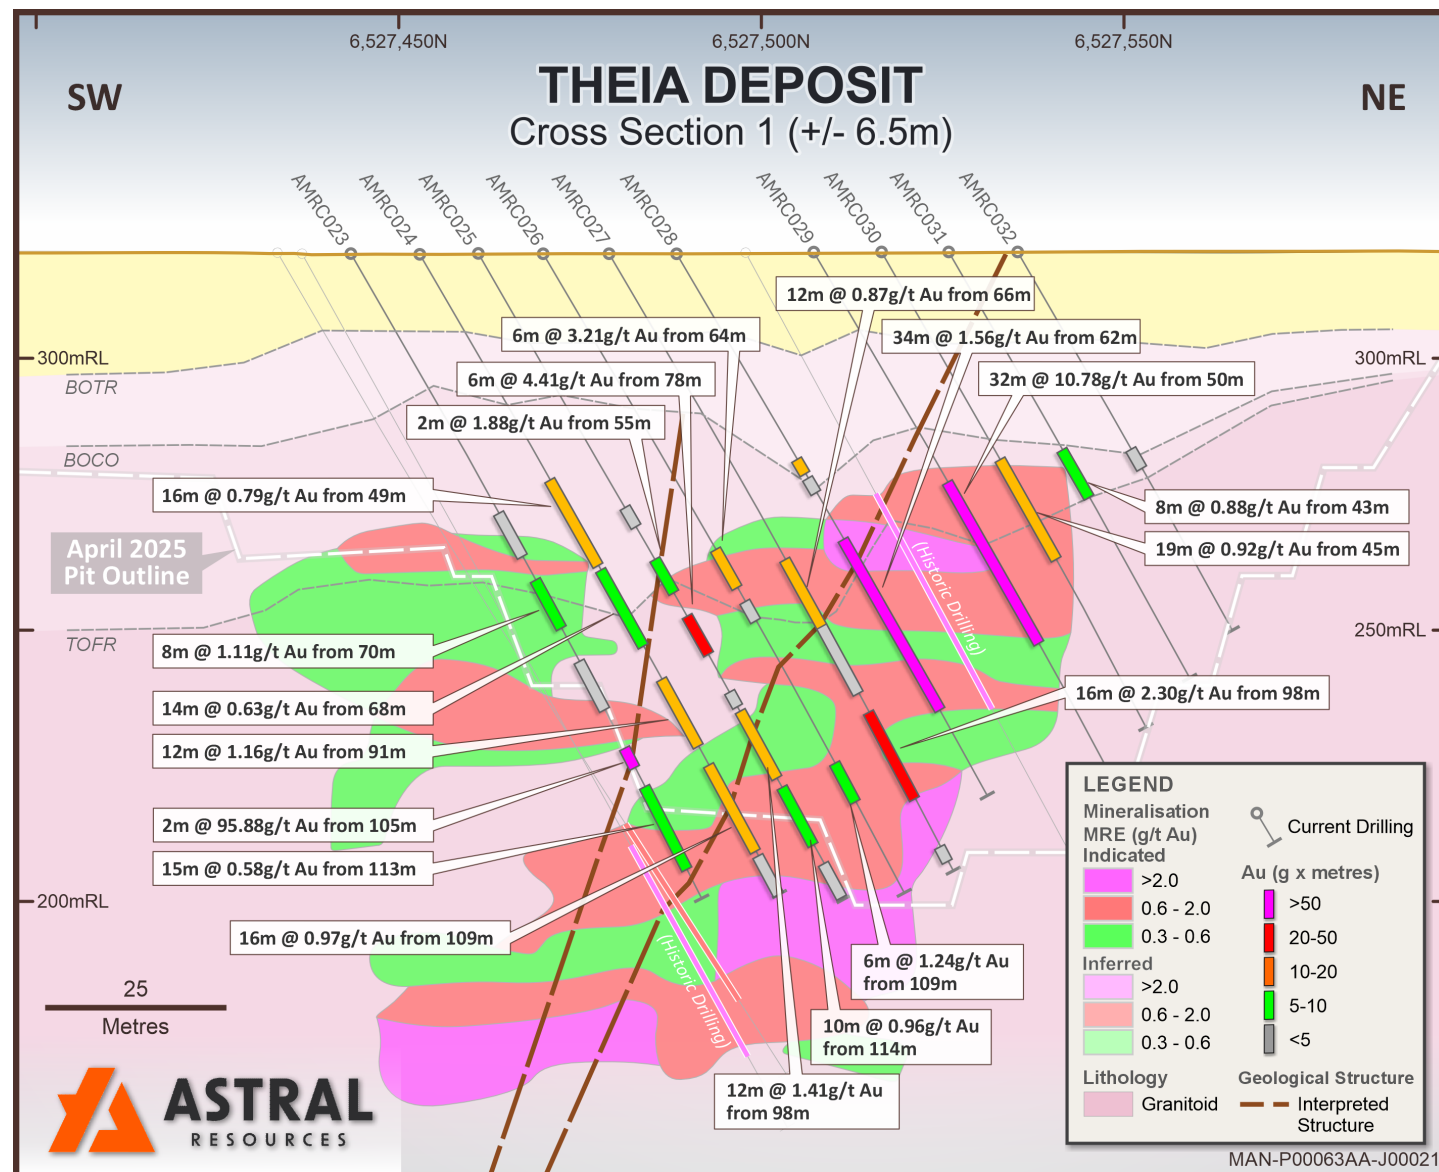 6,527,450N
6,527,500N
6,527,550N
SW
THEIA DEPOSIT
NE
Cross Section 1 (+/- 6.5m)
AMRC023
AMRC024
AMRC025
AMRC026
AMRC027
AMRC028
AMRC029
AMRC030
AMRC031
AMRC032
12m @ 0.87g/t Au from 66m
6m @ 3.21g/t Au from 64m
34m @ 1.56g/t Au from 62m
300mRL
300mRL
BOTR
6m @ 4.41g/t Au from 78m
32m @ 10.78g/t Au from 50m
2m @ 1.88g/t Au from 55m
BOCO
16m @ 0.79g/t Au from 49m
8m @ 0.88g/t Au from 43m
April 2025
Pit Outline
19m @ 0.92g/t Au from 45m
(Historic Drilling)
250mRL
TOFR
8m @ 1.11g/t Au from 70m
16m @ 2.30g/t Au from 98m
14m @ 0.63g/t Au from 68m
12m @ 1.16g/t Au from 91m
2m @ 95.88g/t Au from 105m
15m @ 0.58g/t Au from 113m
200mRL
16m @ 0.97g/t Au from 109m
(Historic Drilling)
6m @ 1.24g/t Au
from 109m
10m @ 0.96g/t Au
from 114m
12m @ 1.41g/t Au
from 98m
25
Metres
ASTRAL
RESOURCES
LEGEND
Mineralisation
MRE (g/t Au)
Indicated
>2.0
0.6 - 2.0
0.3 - 0.6
Inferred
>2.0
0.6 - 2.0
0.3 - 0.6
Lithology
Granitoid
Current Drilling
Au (g x metres)
>50
20-50
10-20
5-10
<5
Geological Structure
Interpreted
Structure
MAN-P00063AA-J00021